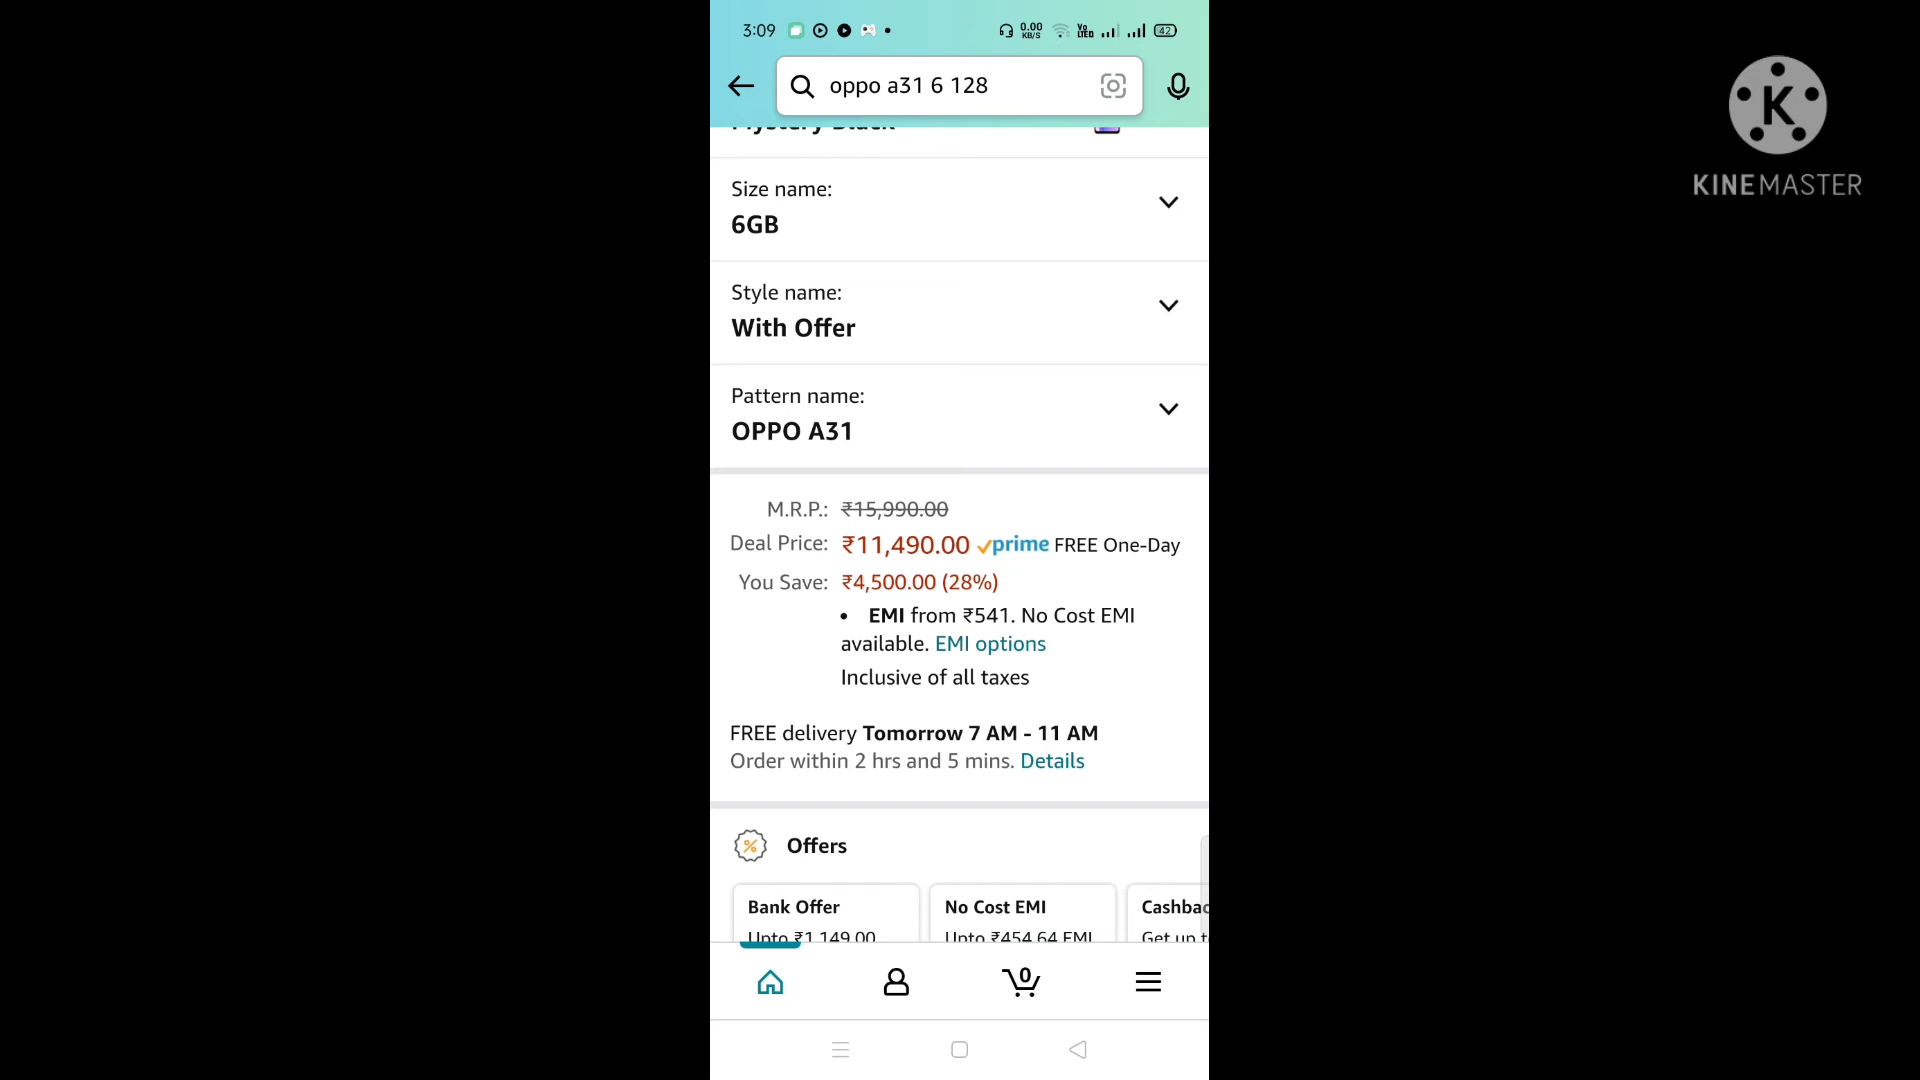 3:09 0.00 KB/S Vo LTED 42
oppo a31 6 128
KINEMASTER
Mystery Black
Size name:
6GB
Style name:
With Offer
Pattern name:
OPPO A31
M.R.P.: ₹15,990.00
Deal Price: ₹11,490.00 prime FREE One-Day
You Save: ₹4,500.00 (28%)
• EMI from ₹541. No Cost EMI
available. EMI options
Inclusive of all taxes
FREE delivery Tomorrow 7 AM - 11 AM
Order within 2 hrs and 5 mins. Details
Offers
Bank Offer No Cost EMI Cashbac
Upto ₹1,149.00 Upto ₹454.64 EMI Get up t
0